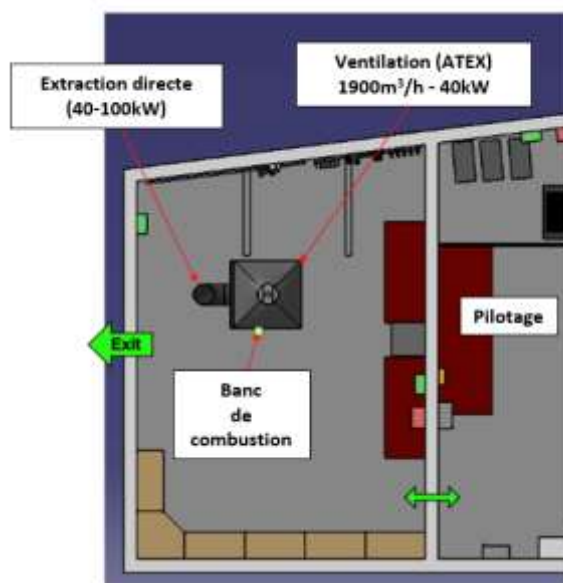 Extraction directe
(40-100kW)
Ventilation (ATEX)
1900m³/h - 40kW
Exit
Pilotage
Banc
de
combustion